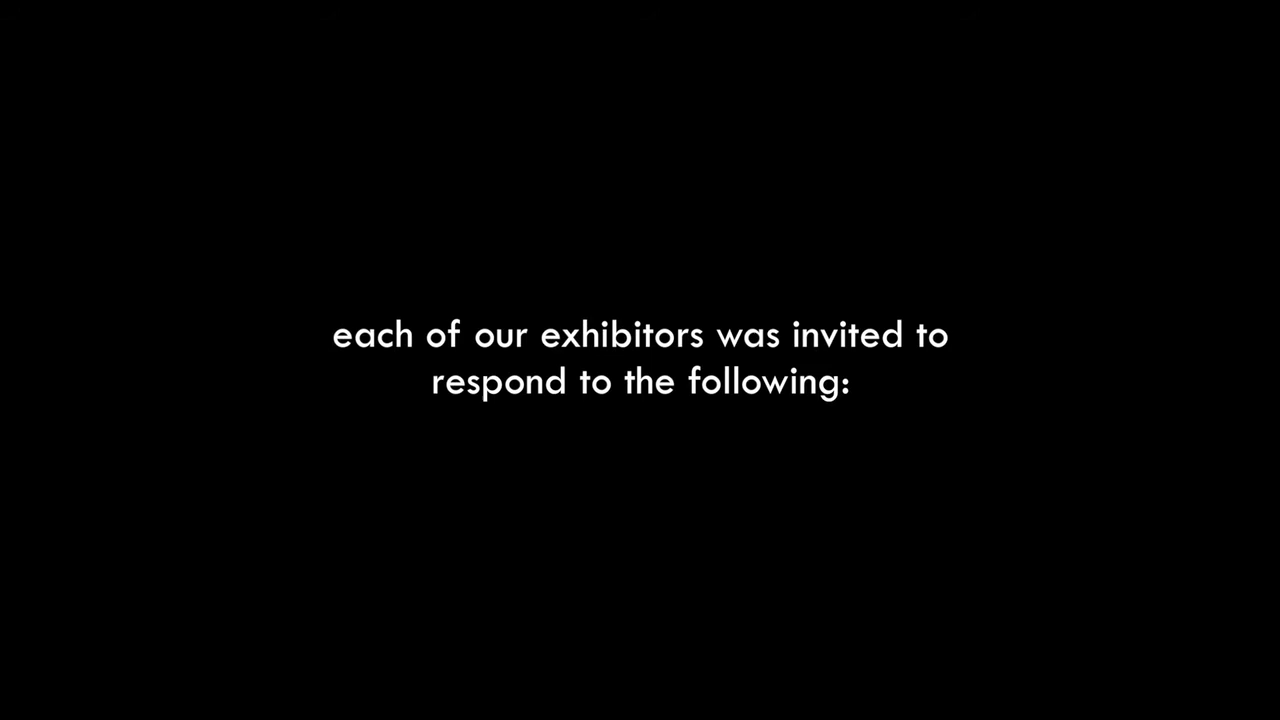 each of our exhibitors was invited to
respond to the following: